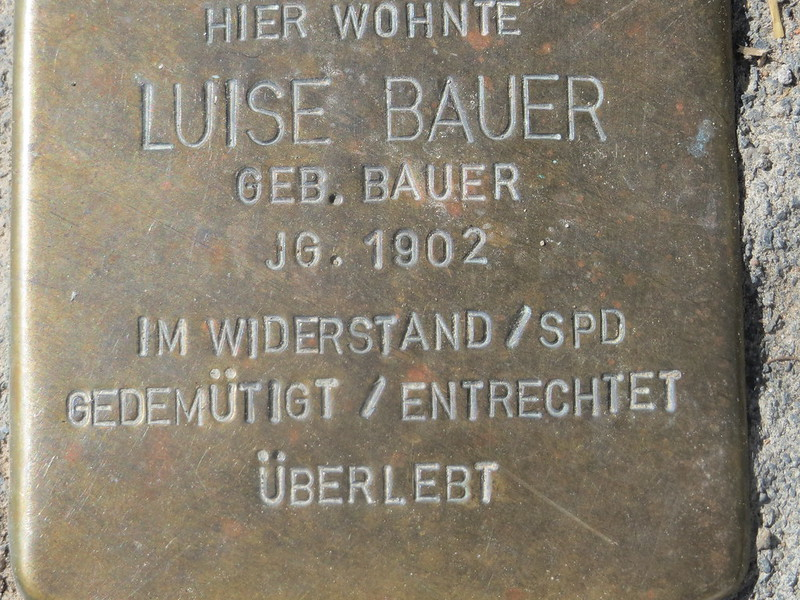 HIER WOHNTE
LUISE BAUER
GEB. BAUER
JG. 1902
IM WIDERSTAND / SPD
GEDEMÜTIGT / ENTRECHTET
ÜBERLEBT